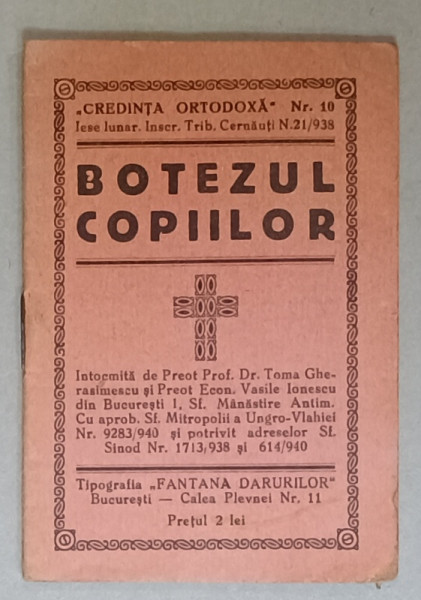 „CREDINȚA ORTODOXĂ" Nr. 10
Iese lunar. Inscr. Trib. Cernăuți N.21/938
BOTEZUL
COPIILOR
Intocmită de Preot Prof. Dr. Toma Ghe-
rasimescu și Preot Econ. Vasile Ionescu
din București I, Sf. Mănăstire Antim.
Cu aprob. Sf. Mitropolii a Ungro-Vlahiei
Nr. 9283/940 și potrivit adreselor Sf.
Sinod Nr. 1713/938 și 614/940
Tipografia „FANTANA DARURILOR"
București — Calea Plevnei Nr. 11
Prețul 2 lei